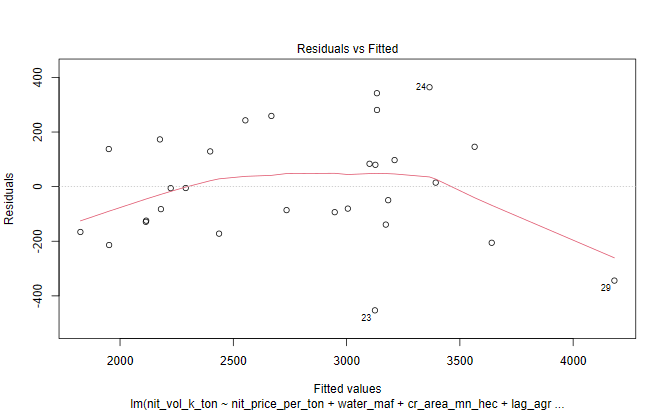 Residuals vs Fitted
Residuals
400
200
0
-200
-400
24
23
29
2000 2500 3000 3500 4000
Fitted values
lm(nit_vol_k_ton ~ nit_price_per_ton + water_maf + cr_area_mn_hec + lag_agr ...